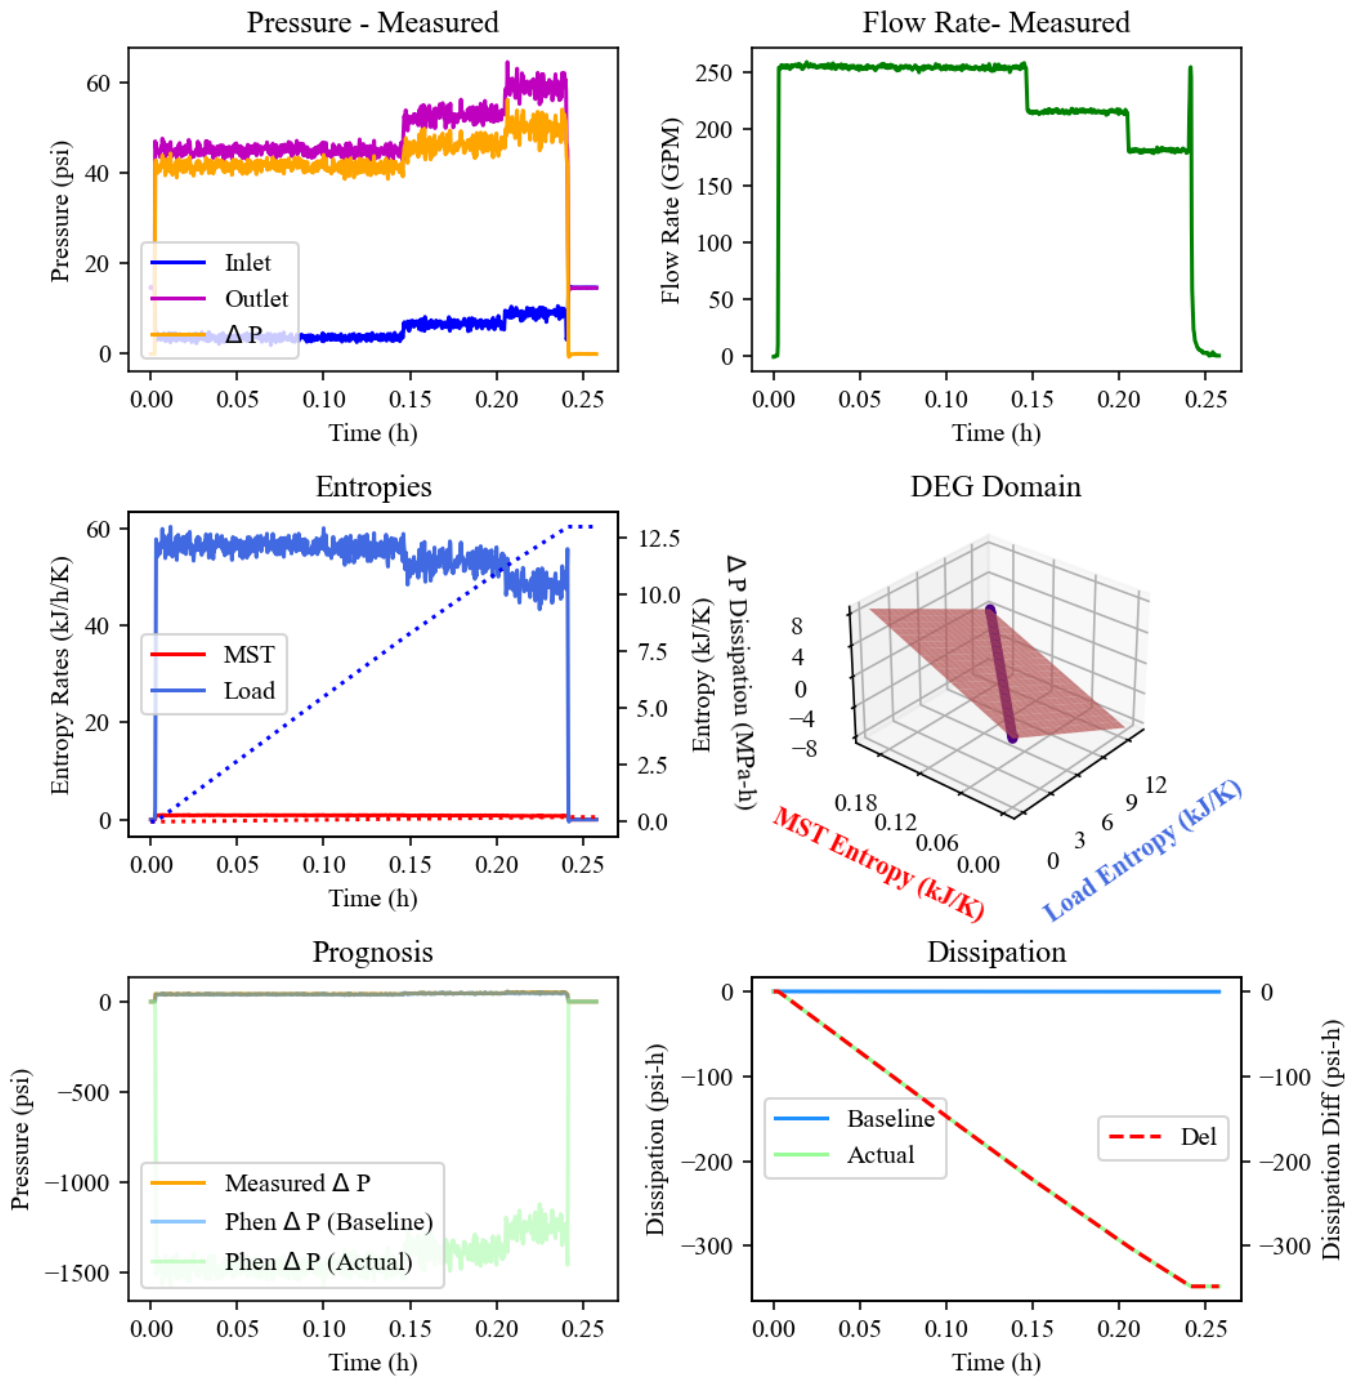 Pressure - Measured
Pressure (psi)
60
40
20
0
Inlet
Outlet
Δ P
0.00 0.05 0.10 0.15 0.20 0.25
Time (h)
Flow Rate- Measured
Flow Rate (GPM)
250
200
150
100
50
0
0.00 0.05 0.10 0.15 0.20 0.25
Time (h)
Entropies
Entropy Rates (kJ/h/K)
60
40
20
0
MST
Load
12.5
10.0
7.5
5.0
2.5
0.0
Entropy (kJ/K)
0.00 0.05 0.10 0.15 0.20 0.25
Time (h)
DEG Domain
Δ P Dissipation (MPa-h)
8
4
0
−4
−8
0.18
0.12
0.06
0.00
MST Entropy (kJ/K)
0
3
6
9
12
Load Entropy (kJ/K)
Prognosis
Pressure (psi)
0
−500
−1000
−1500
Measured Δ P
Phen Δ P (Baseline)
Phen Δ P (Actual)
0.00 0.05 0.10 0.15 0.20 0.25
Time (h)
Dissipation
Dissipation (psi-h)
0
−100
−200
−300
Baseline
Actual
Del
0
−100
−200
−300
Dissipation Diff (psi-h)
0.00 0.05 0.10 0.15 0.20 0.25
Time (h)